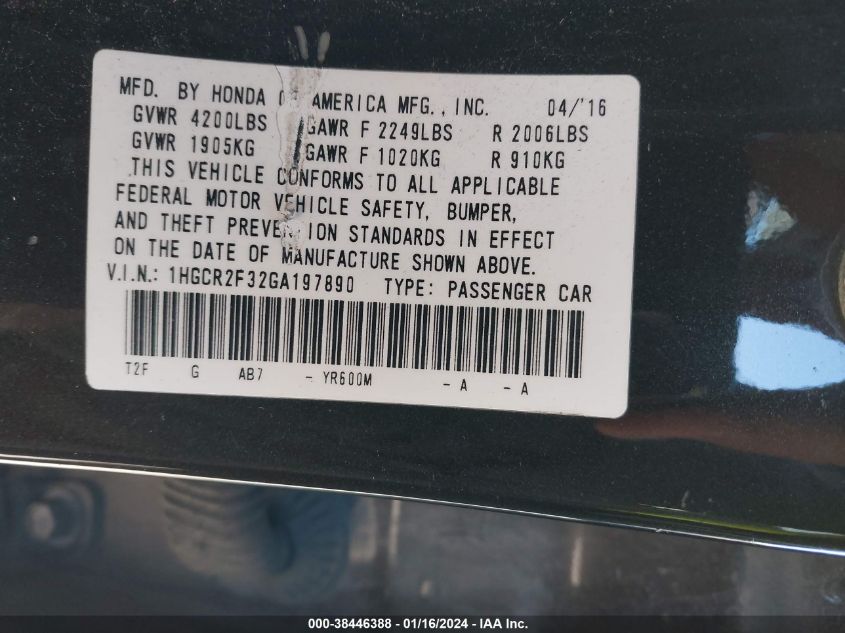 MFD. BY HONDA OF AMERICA MFG., INC. 04/'16
GVWR 4200LBS GAWR F 2249LBS R 2006LBS
GVWR 1905KG GAWR F 1020KG R 910KG
THIS VEHICLE CONFORMS TO ALL APPLICABLE
FEDERAL MOTOR VEHICLE SAFETY, BUMPER,
AND THEFT PREVENTION STANDARDS IN EFFECT
ON THE DATE OF MANUFACTURE SHOWN ABOVE.
V.I.N.: 1HGCR2F32GA197890 TYPE: PASSENGER CAR
T2F G AB7 - YR600M - A - A
000-38446388 - 01/16/2024 - IAA Inc.